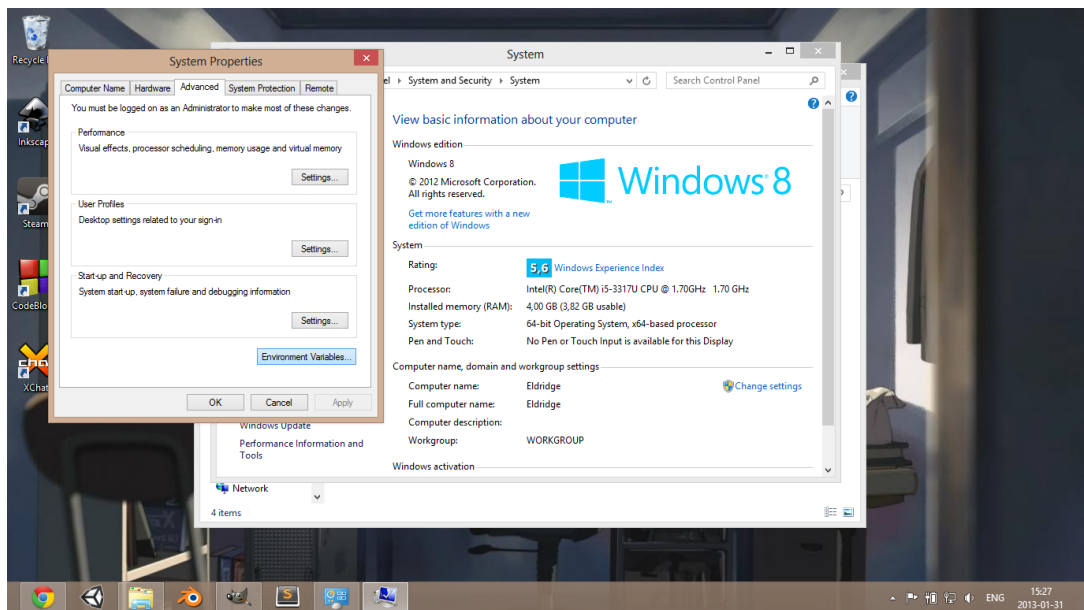 Recycle
Inkscap
Steam
CodeBlo
XChat
System Properties
Computer Name
Hardware
Advanced
System Protection
Remote
You must be logged on as an Administrator to make most of these changes.
Performance
Visual effects, processor scheduling, memory usage and virtual memory
Settings...
User Profiles
Desktop settings related to your sign-in
Settings...
Start-up and Recovery
System start-up, system failure and debugging information
Settings...
Environment Variables...
OK
Cancel
Apply
System
el › System and Security › System
Search Control Panel
View basic information about your computer
Windows edition
Windows 8
© 2012 Microsoft Corporation.
All rights reserved.
Get more features with a new
edition of Windows
Windows 8
System
Rating:
5,6 Windows Experience Index
Processor:
Intel(R) Core(TM) i5-3317U CPU @ 1.70GHz 1.70 GHz
Installed memory (RAM):
4,00 GB (3,82 GB usable)
System type:
64-bit Operating System, x64-based processor
Pen and Touch:
No Pen or Touch Input is available for this Display
Computer name, domain and workgroup settings
Computer name:
Eldridge
Change settings
Full computer name:
Eldridge
Computer description:
Workgroup:
WORKGROUP
Windows activation
Windows Update
Performance Information and
Tools
Network
4 items
ENG
15:27
2013-01-31